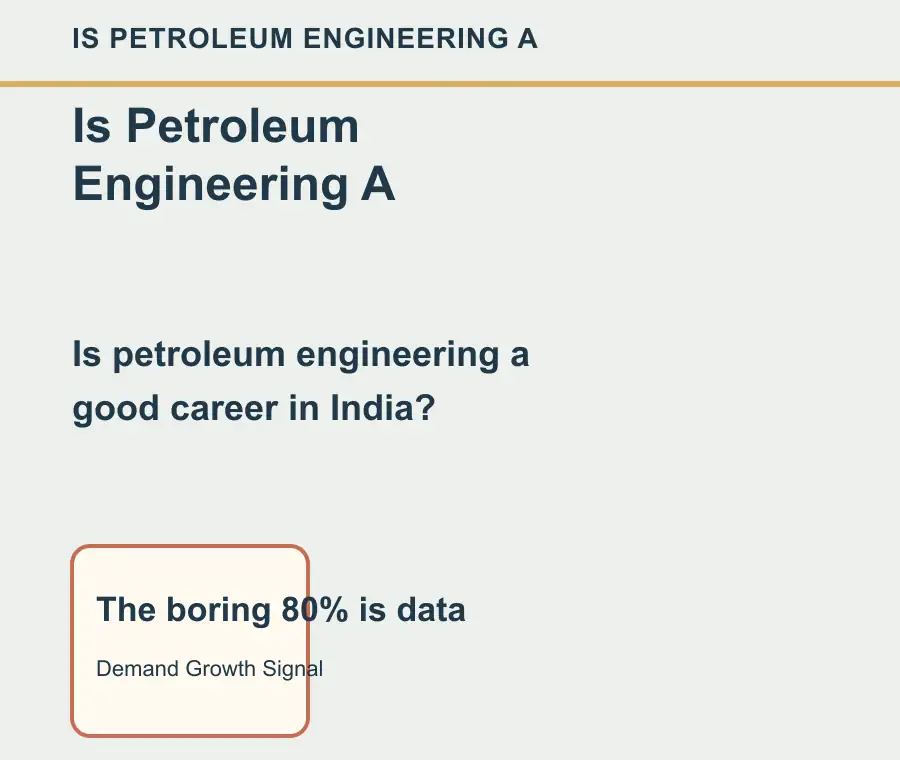 IS PETROLEUM ENGINEERING A
Is Petroleum
Engineering A
Is petroleum engineering a
good career in India?
The boring 80% is data
Demand Growth Signal